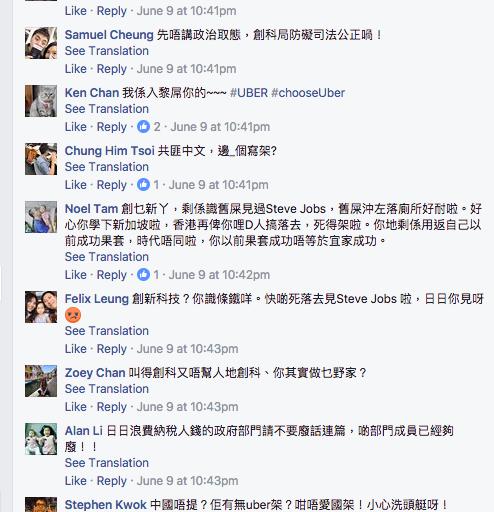 Like · Reply · June 9 at 10:41pm
Samuel Cheung 先唔講政治取態，創科局防礙司法公正喎！
See Translation
Like · Reply · June 9 at 10:41pm
Ken Chan 我係入黎屌你的~~~ #UBER #chooseUber
See Translation
Like · Reply · 2 · June 9 at 10:41pm
Chung Him Tsoi 共匪中文，邊_個寫架?
See Translation
Like · Reply · 1 · June 9 at 10:41pm
Noel Tam 創乜新丫，剩係識舊屎見過Steve Jobs，舊屎沖左落廁所好耐啦。好
心你學下新加坡啦，香港再俾你哩D人搞落去，死得架啦。你地剩係用返自己以
前成功果套，時代唔同啦，你以前果套成功唔等於宜家成功。
See Translation
Like · Reply · 1 · June 9 at 10:42pm
Felix Leung 創新科技？你識條鐵咩。快啲死落去見Steve Jobs 啦，日日你見呀
See Translation
Like · Reply · June 9 at 10:43pm
Zoey Chan 叫得創科又唔幫人地創科、你其實做乜野家？
See Translation
Like · Reply · June 9 at 10:43pm
Alan Li 日日浪費納稅人錢的政府部門請不要廢話連篇，啲部門成員已經夠
廢！！
See Translation
Like · Reply · June 9 at 10:43pm
Stephen Kwok 中國唔提？佢有無uber架？咁唔愛國架！小心洗頭艇呀！